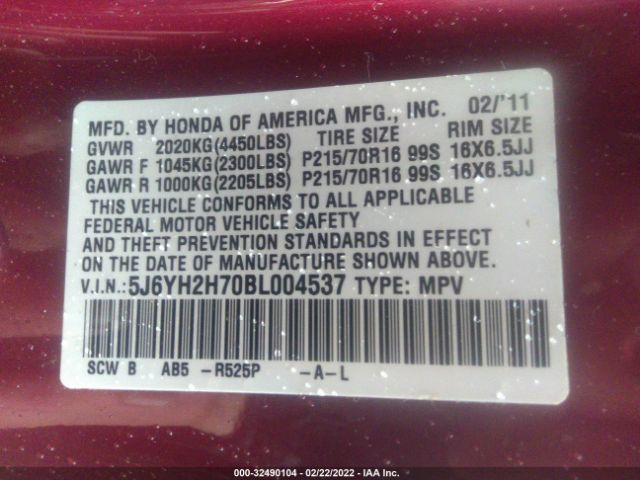 MFD. BY HONDA OF AMERICA MFG., INC. 02/'11
GVWR 2020KG(4450LBS) TIRE SIZE RIM SIZE
GAWR F 1045KG(2300LBS) P215/70R16 99S 16X6.5JJ
GAWR R 1000KG(2205LBS) P215/70R16 99S 16X6.5JJ
THIS VEHICLE CONFORMS TO ALL APPLICABLE
FEDERAL MOTOR VEHICLE SAFETY
AND THEFT PREVENTION STANDARDS IN EFFECT
ON THE DATE OF MANUFACTURE SHOWN ABOVE.
V.I.N.:5J6YH2H70BL004537 TYPE: MPV
SCW B AB5 -R525P -A-L
000-32490104 - 02/22/2022 - IAA Inc.